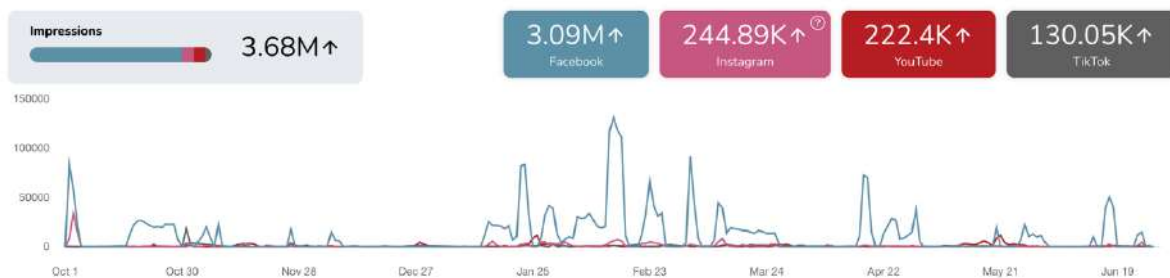 Impressions
3.68M↑
3.09M↑
Facebook
244.89K↑ ?
Instagram
222.4K↑
YouTube
130.05K↑
TikTok
150000
100000
50000
0
Oct 1 Oct 30 Nov 28 Dec 27 Jan 25 Feb 23 Mar 24 Apr 22 May 21 Jun 19